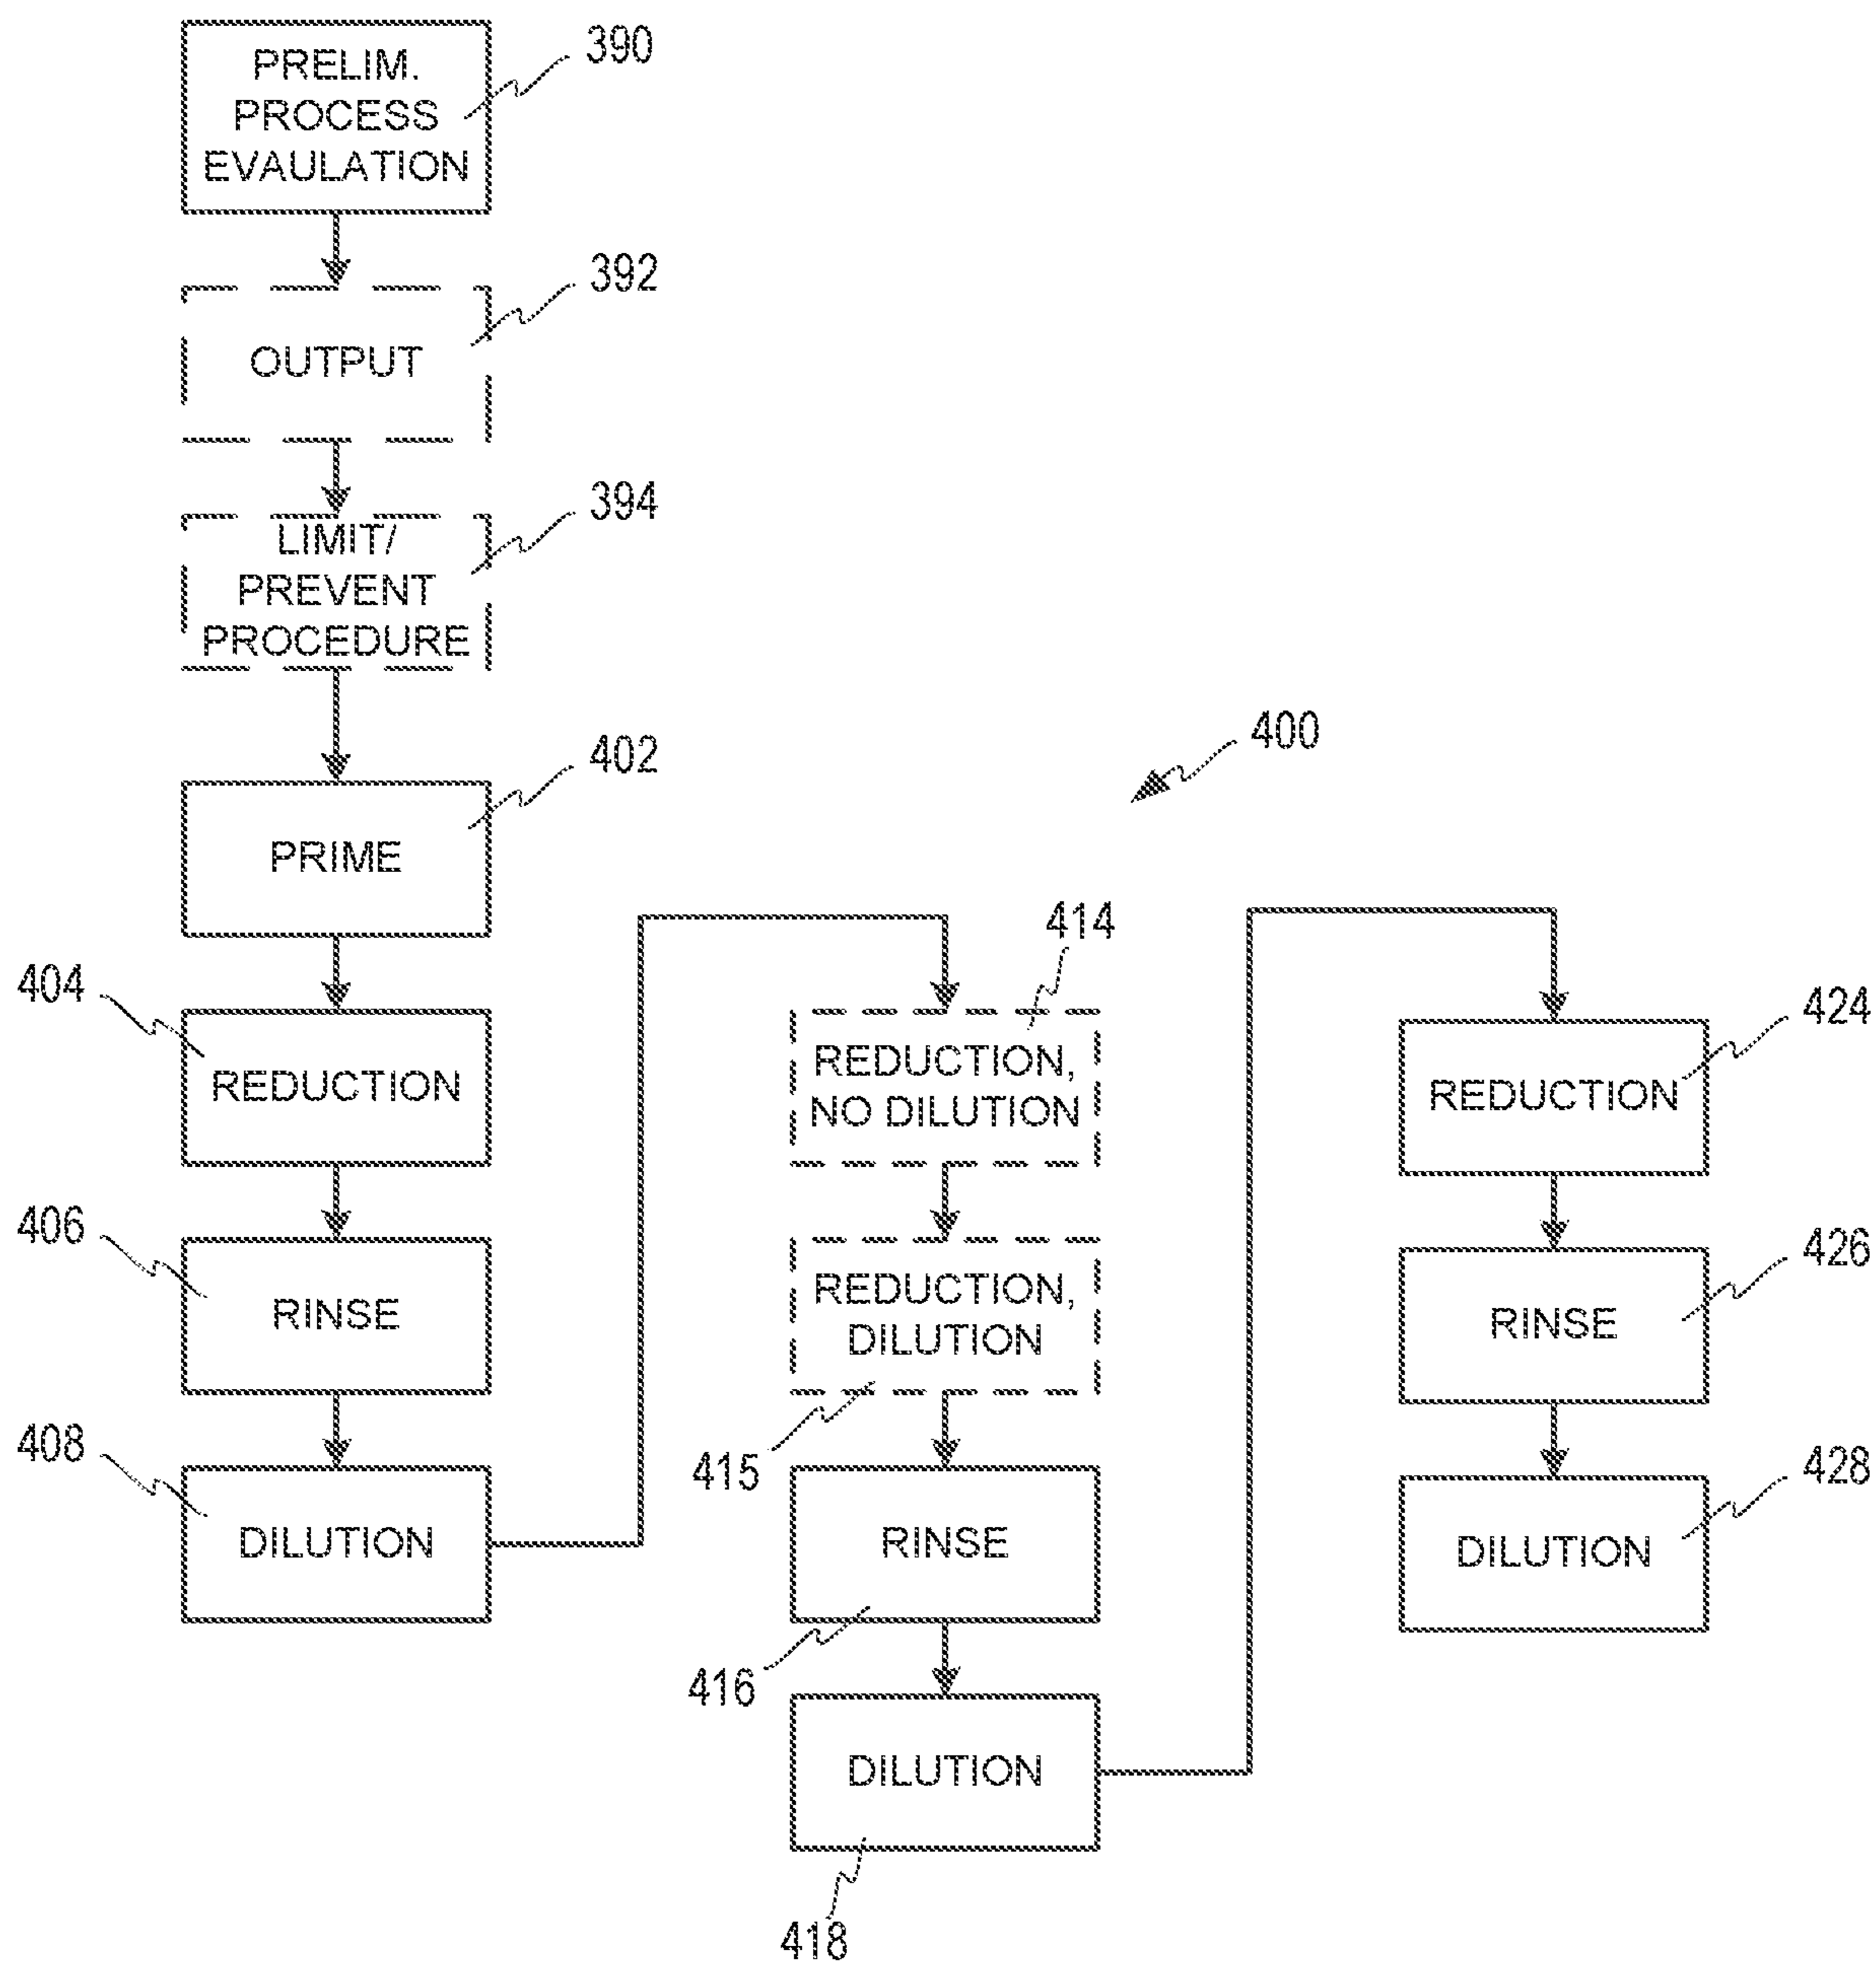 PRELIM.
PROCESS
EVAULATION
390
OUTPUT
392
LIMIT/
PREVENT
PROCEDURE
394
400
PRIME
402
404
REDUCTION
406
RINSE
408
DILUTION
414
REDUCTION,
NO DILUTION
REDUCTION,
DILUTION
415
RINSE
416
DILUTION
418
424
REDUCTION
426
RINSE
428
DILUTION